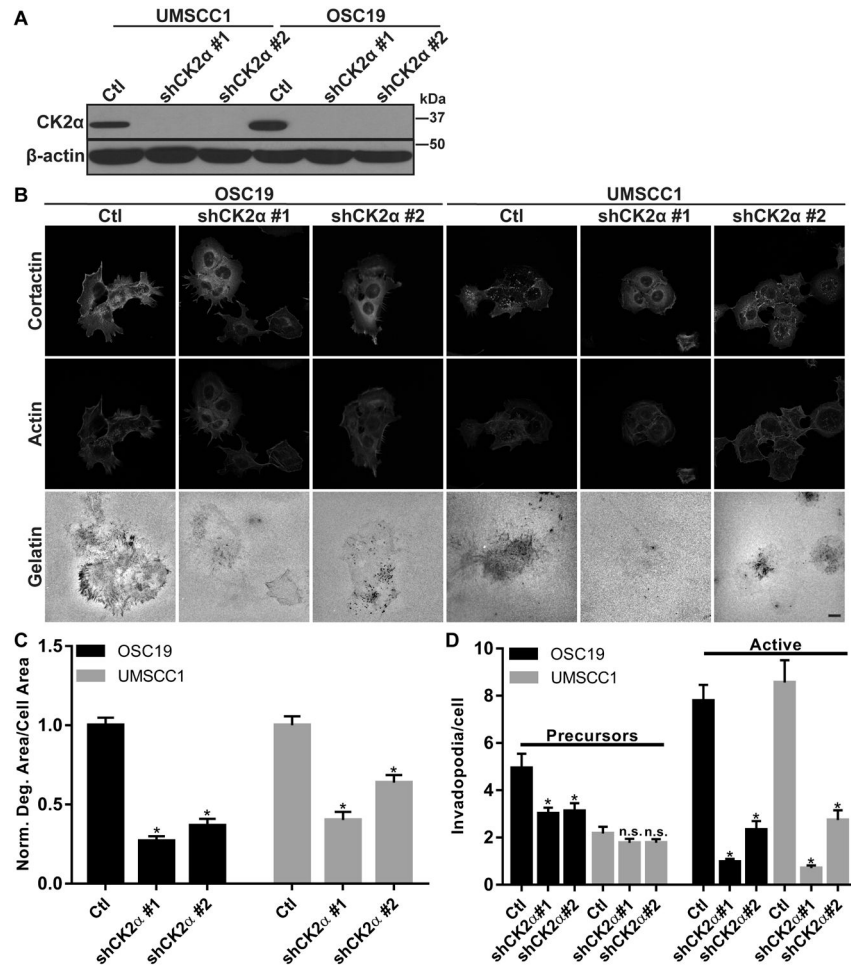 A
UMSCC1 OSC19
Ctl shCK2α #1 shCK2α #2 Ctl shCK2α #1 shCK2α #2
kDa
CK2α 37
50
β-actin
B
OSC19 UMSCC1
Ctl shCK2α #1 shCK2α #2 Ctl shCK2α #1 shCK2α #2
Cortactin
Actin
Gelatin
C
OSC19
UMSCC1
Norm. Deg. Area/Cell Area
1.5
1.0
0.5
0.0
* * * *
Ctl shCK2α #1 shCK2α #2 Ctl shCK2α #1 shCK2α #2
D
OSC19
UMSCC1
Active
Precursors
Invadopodia/cell
10
8
6
4
2
0
* * n.s. n.s. * * * *
Ctl shCK2α#1 shCK2α#2 Ctl shCK2α#1 shCK2α#2 Ctl shCK2α#1 shCK2α#2 Ctl shCK2α#1 shCK2α#2